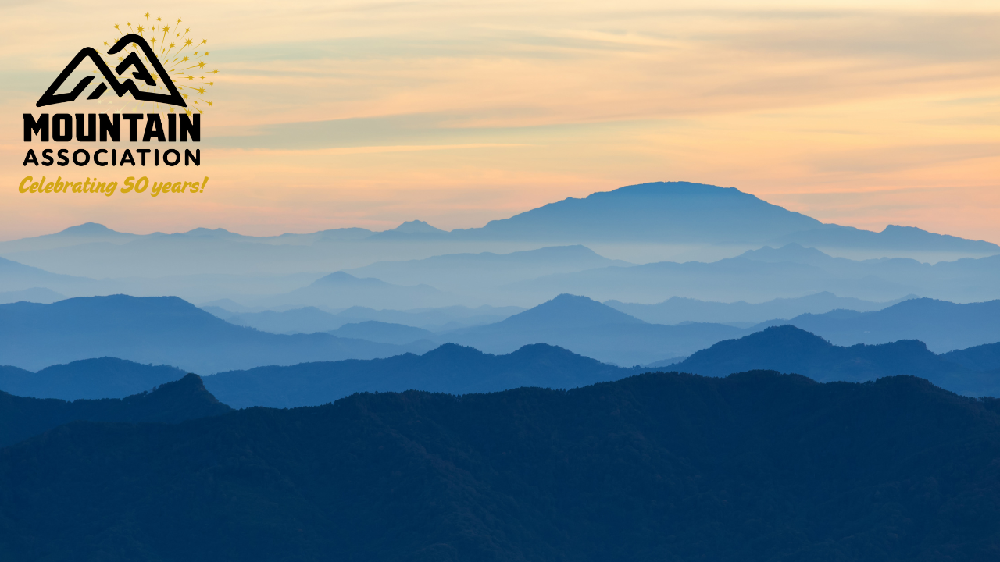 MOUNTAIN
ASSOCIATION
Celebrating 50 years!